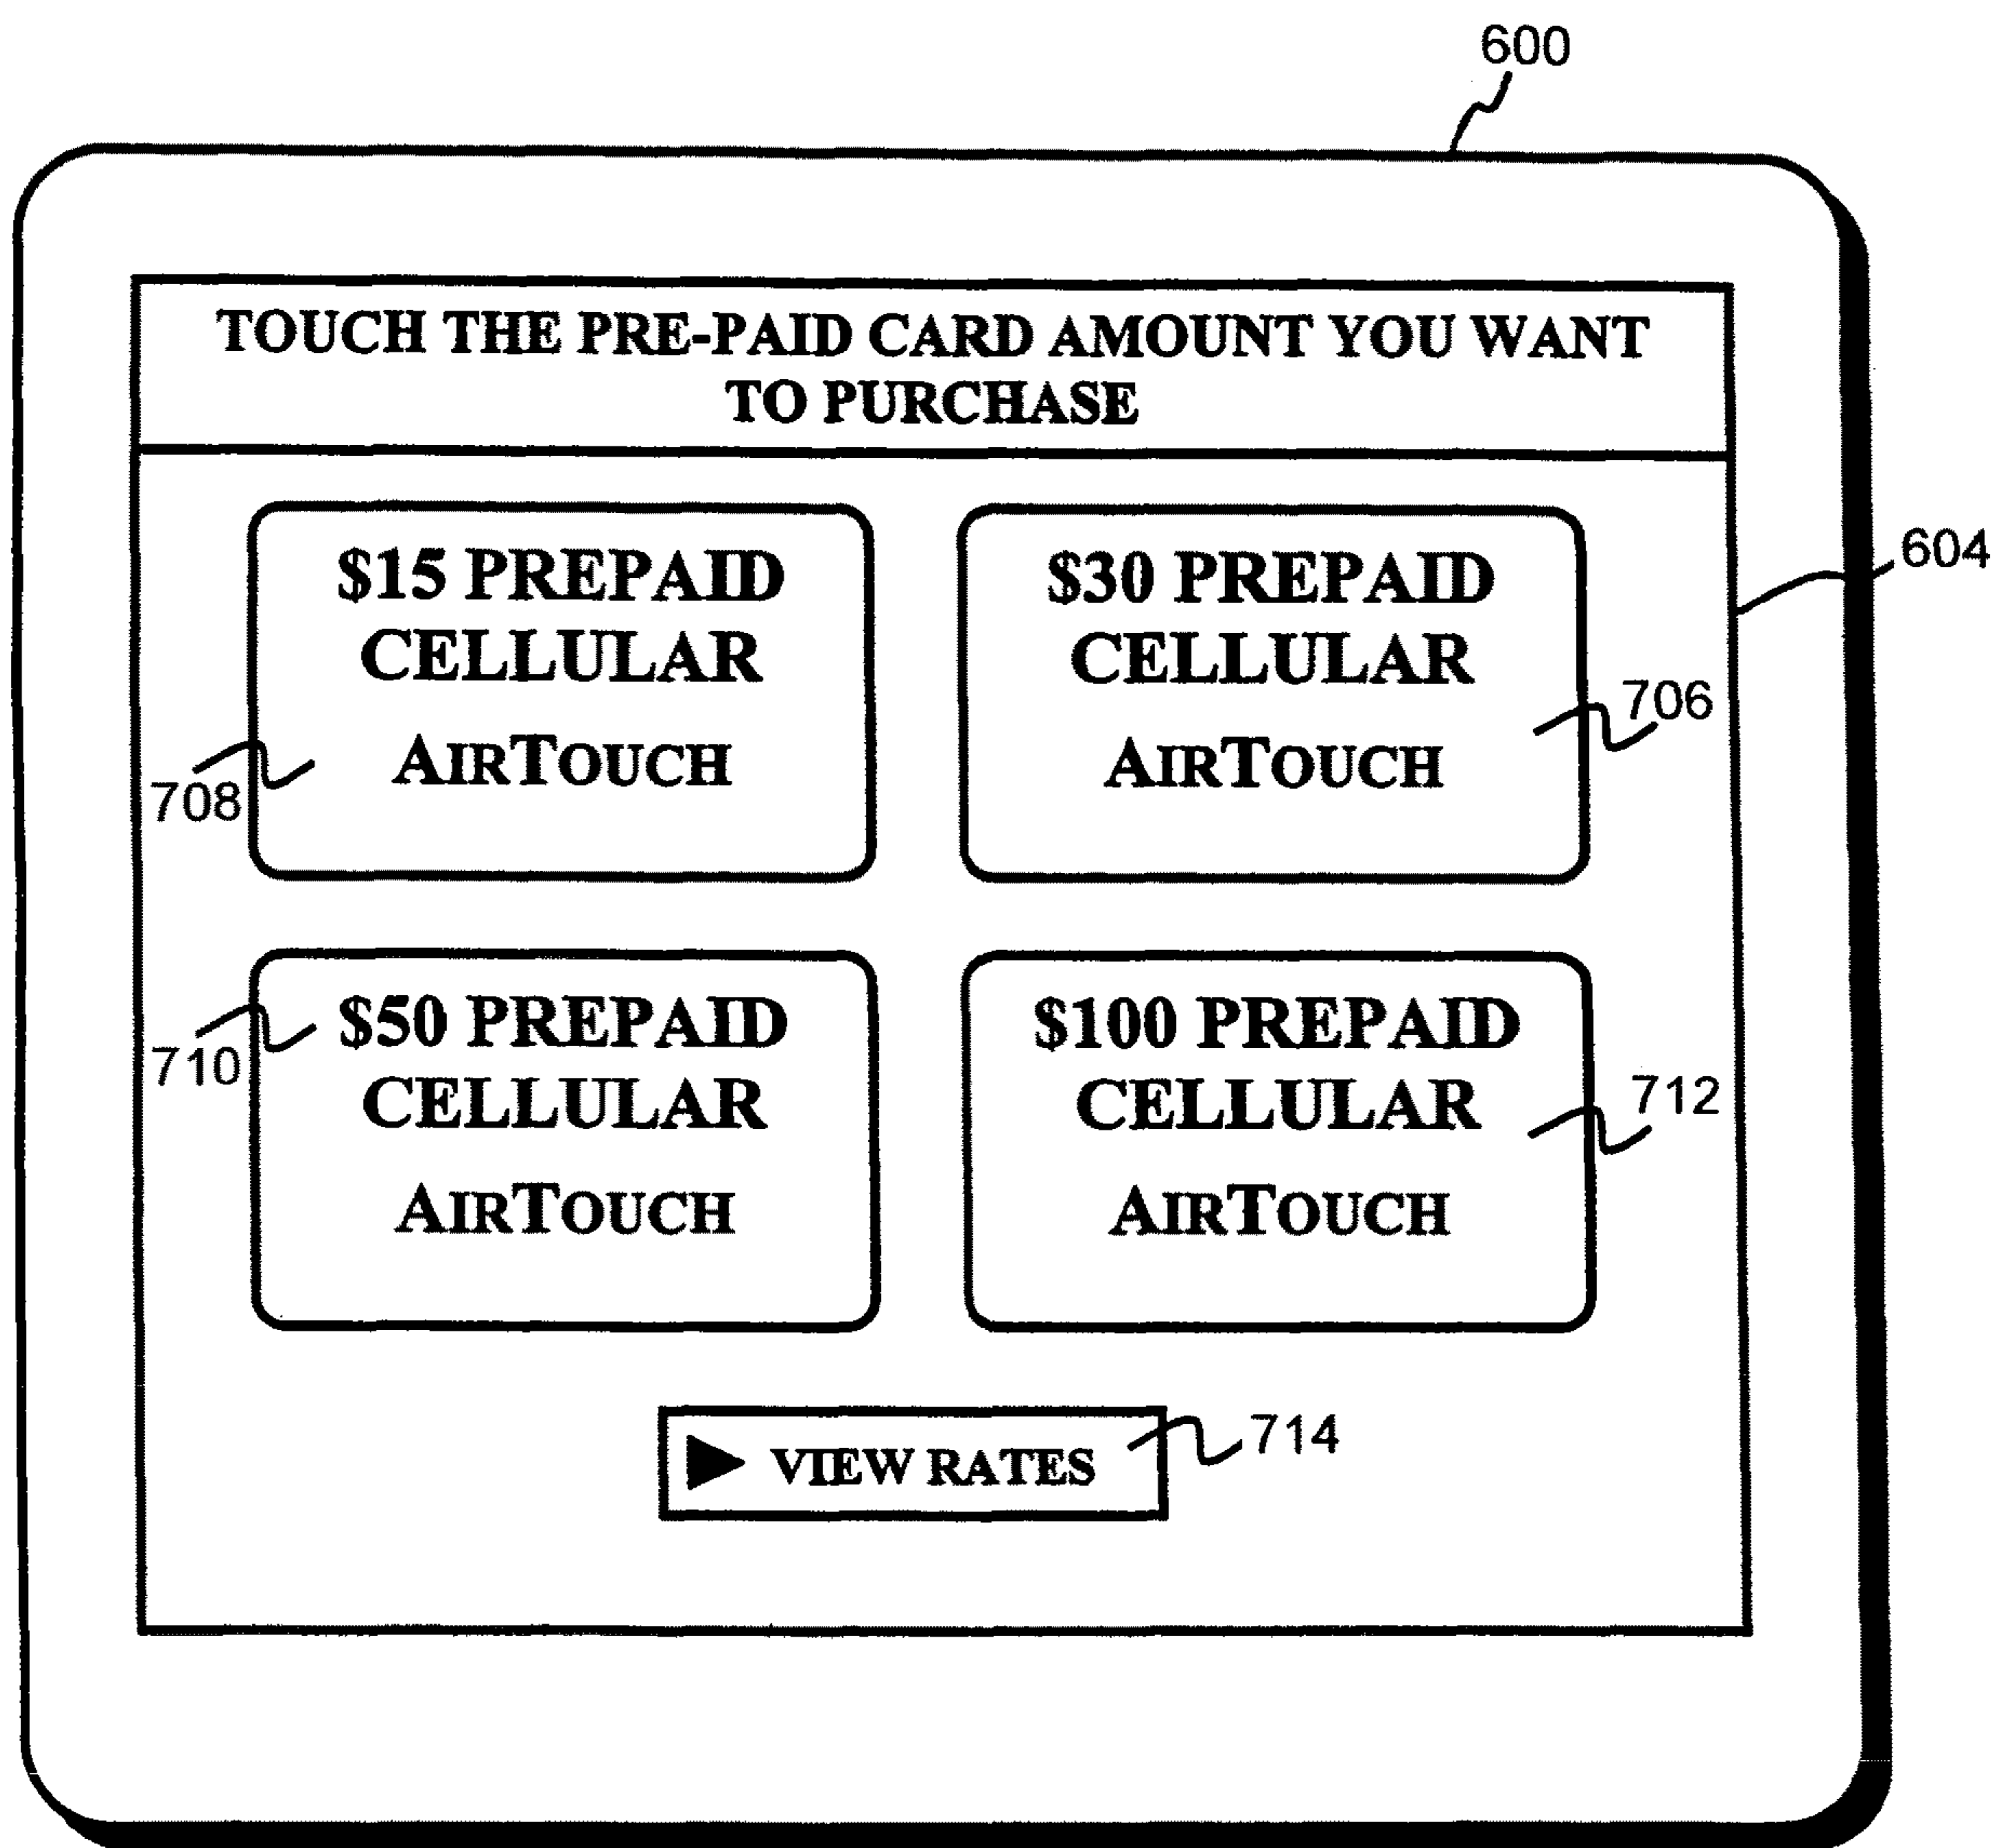 600
TOUCH THE PRE-PAID CARD AMOUNT YOU WANT
TO PURCHASE
604
$15 PREPAID
CELLULAR
AIRTOUCH
708
$30 PREPAID
CELLULAR
AIRTOUCH
706
$50 PREPAID
CELLULAR
AIRTOUCH
710
$100 PREPAID
CELLULAR
AIRTOUCH
712
VIEW RATES
714